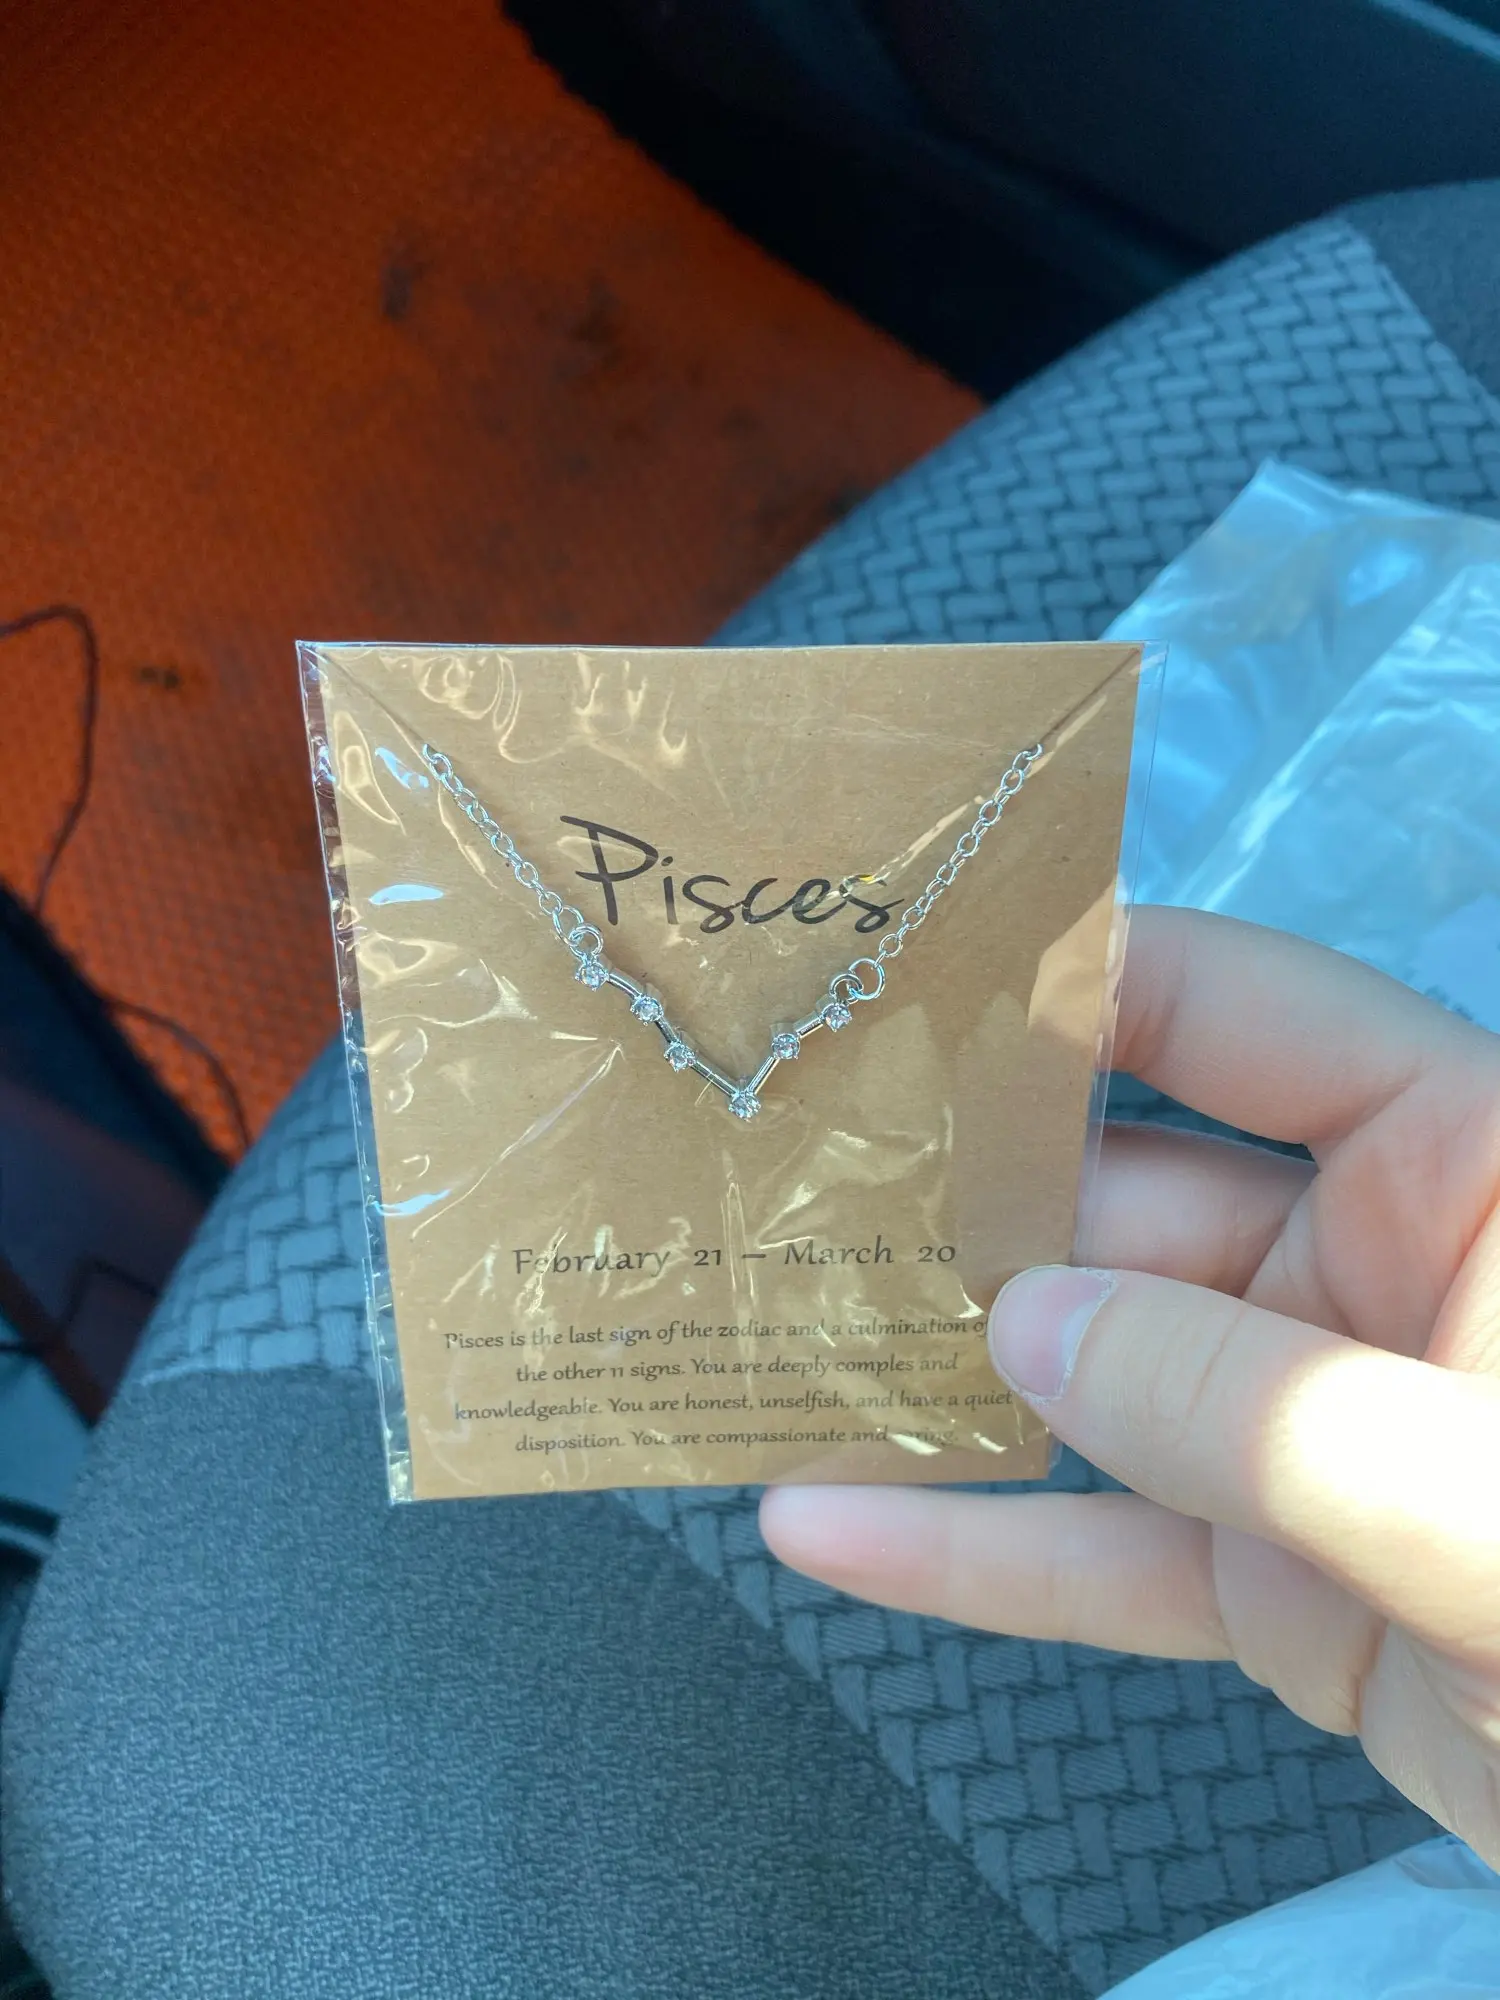 Pisces
February 21 – March 20
Pisces is the last sign of the zodiac and a culmination of
the other 11 signs. You are deeply comples and
knowledgeable. You are honest, unselfish, and have a quiet
disposition. You are compassionate and